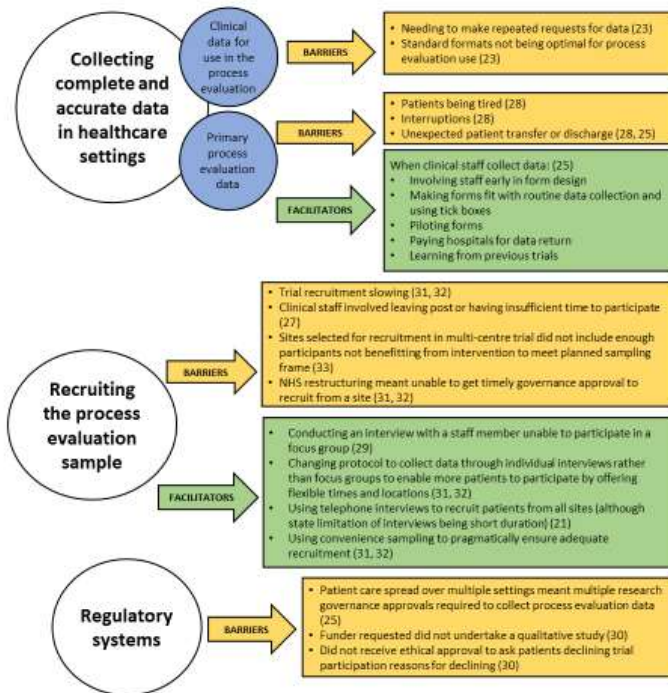 Collecting
complete and
accurate data
in healthcare
settings
Clinical
data for
use in the
process
evaluation
BARRIERS
• Needing to make repeated requests for data (23)
• Standard formats not being optimal for process
evaluation use (23)
Primary
process
evaluation
data
BARRIERS
• Patients being tired (28)
• Interruptions (28)
• Unexpected patient transfer or discharge (28, 25)
FACILITATORS
When clinical staff collect data: (25)
• Involving staff early in form design
• Making forms fit with routine data collection and
using tick boxes
• Piloting forms
• Paying hospitals for data return
• Learning from previous trials
Recruiting
the process
evaluation
sample
BARRIERS
• Trial recruitment slowing (31, 32)
• Clinical staff involved leaving post or having insufficient time to participate
(27)
• Sites selected for recruitment in multi-centre trial did not include enough
participants not benefitting from intervention to meet planned sampling
frame (33)
• NHS restructuring meant unable to get timely governance approval to
recruit from a site (31, 32)
FACILITATORS
• Conducting an interview with a staff member unable to participate in a
focus group (29)
• Changing protocol to collect data through individual interviews rather
than focus groups to enable more patients to participate by offering
flexible times and locations (31, 32)
• Using telephone interviews to recruit patients from all sites (although
state limitation of interviews being short duration) (21)
• Using convenience sampling to pragmatically ensure adequate
recruitment (31, 32)
Regulatory
systems
BARRIERS
• Patient care spread over multiple settings meant multiple research
governance approvals required to collect process evaluation data
(25)
• Funder requested did not undertake a qualitative study (30)
• Did not receive ethical approval to ask patients declining trial
participation reasons for declining (30)